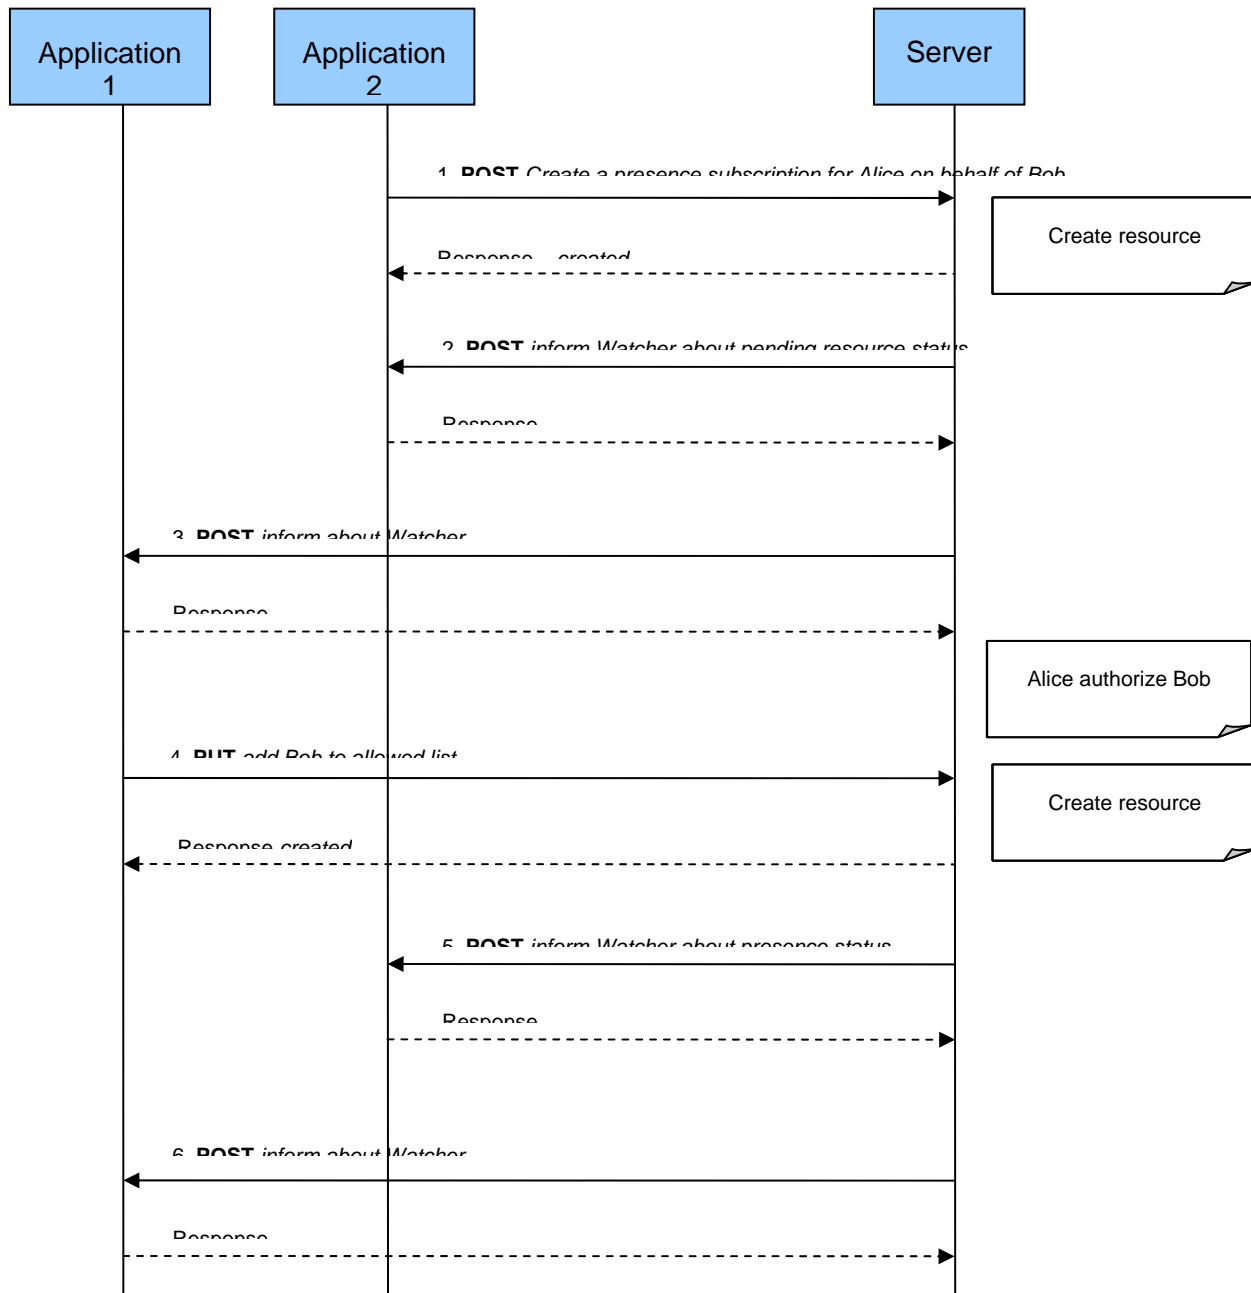 Application
1
Application
2
Server
1 POST Create a presence subscription for Alice on behalf of Bob
Create resource
Response created
2 POST inform Watcher about pending resource status
Response
3 POST inform about Watcher
Response
Alice authorize Bob
4 PUT add Bob to allowed list
Create resource
Response created
5 POST inform Watcher about presence status
Response
6 POST inform about Watcher
Response